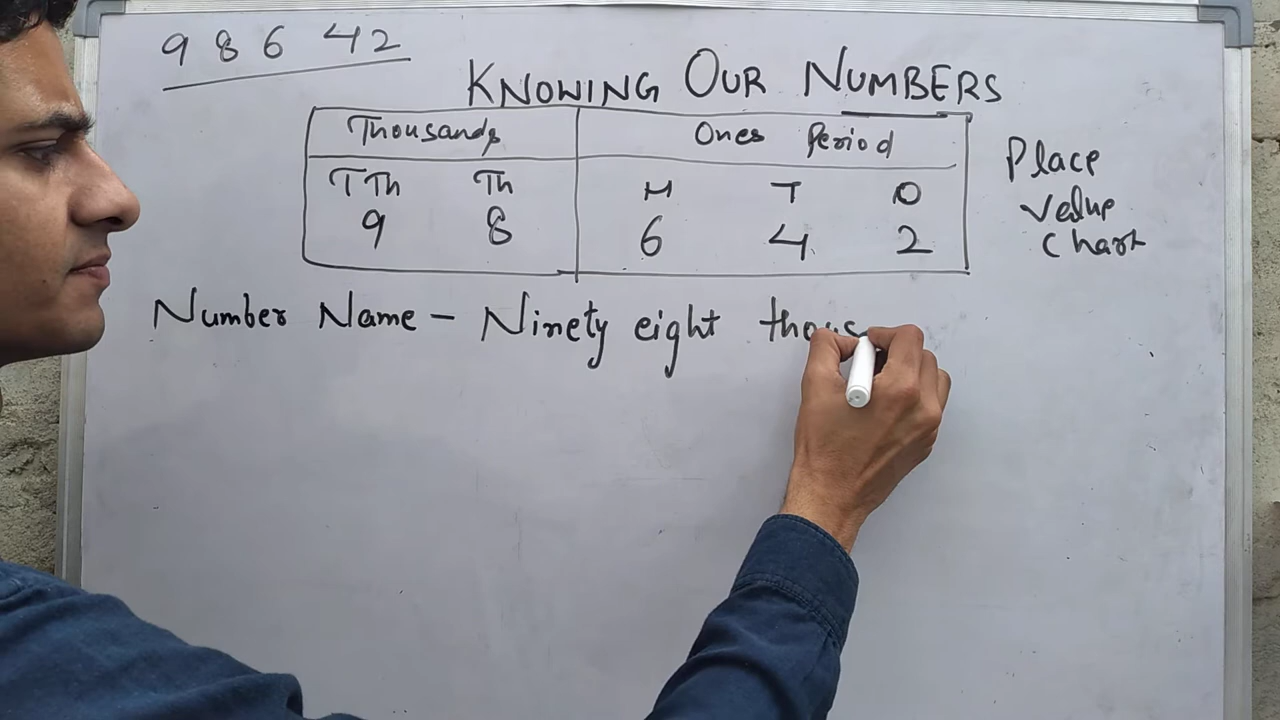 9 8 6 4 2
KNOWING OUR NUMBERS
Thousands Ones Period
T Th Th H T O
9 8 6 4 2
Place
Value
Chart
Number Name - Ninety eight thous